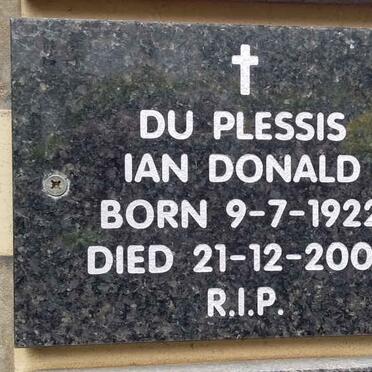 DU PLESSIS
IAN DONALD
BORN 9-7-1922
DIED 21-12-200
R.I.P.